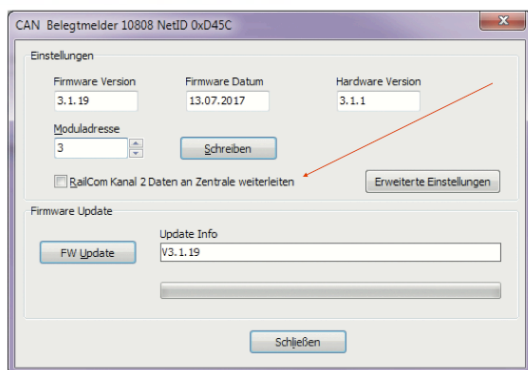 CAN Belegtmelder 10808 NetID 0xD45C
Einstellungen
Firmware Version Firmware Datum Hardware Version
3.1.19 13.07.2017 3.1.1
Moduladresse
3 Schreiben
RailCom Kanal 2 Daten an Zentrale weiterleiten Erweiterte Einstellungen
Firmware Update
Update Info
FW Update V3.1.19
Schließen